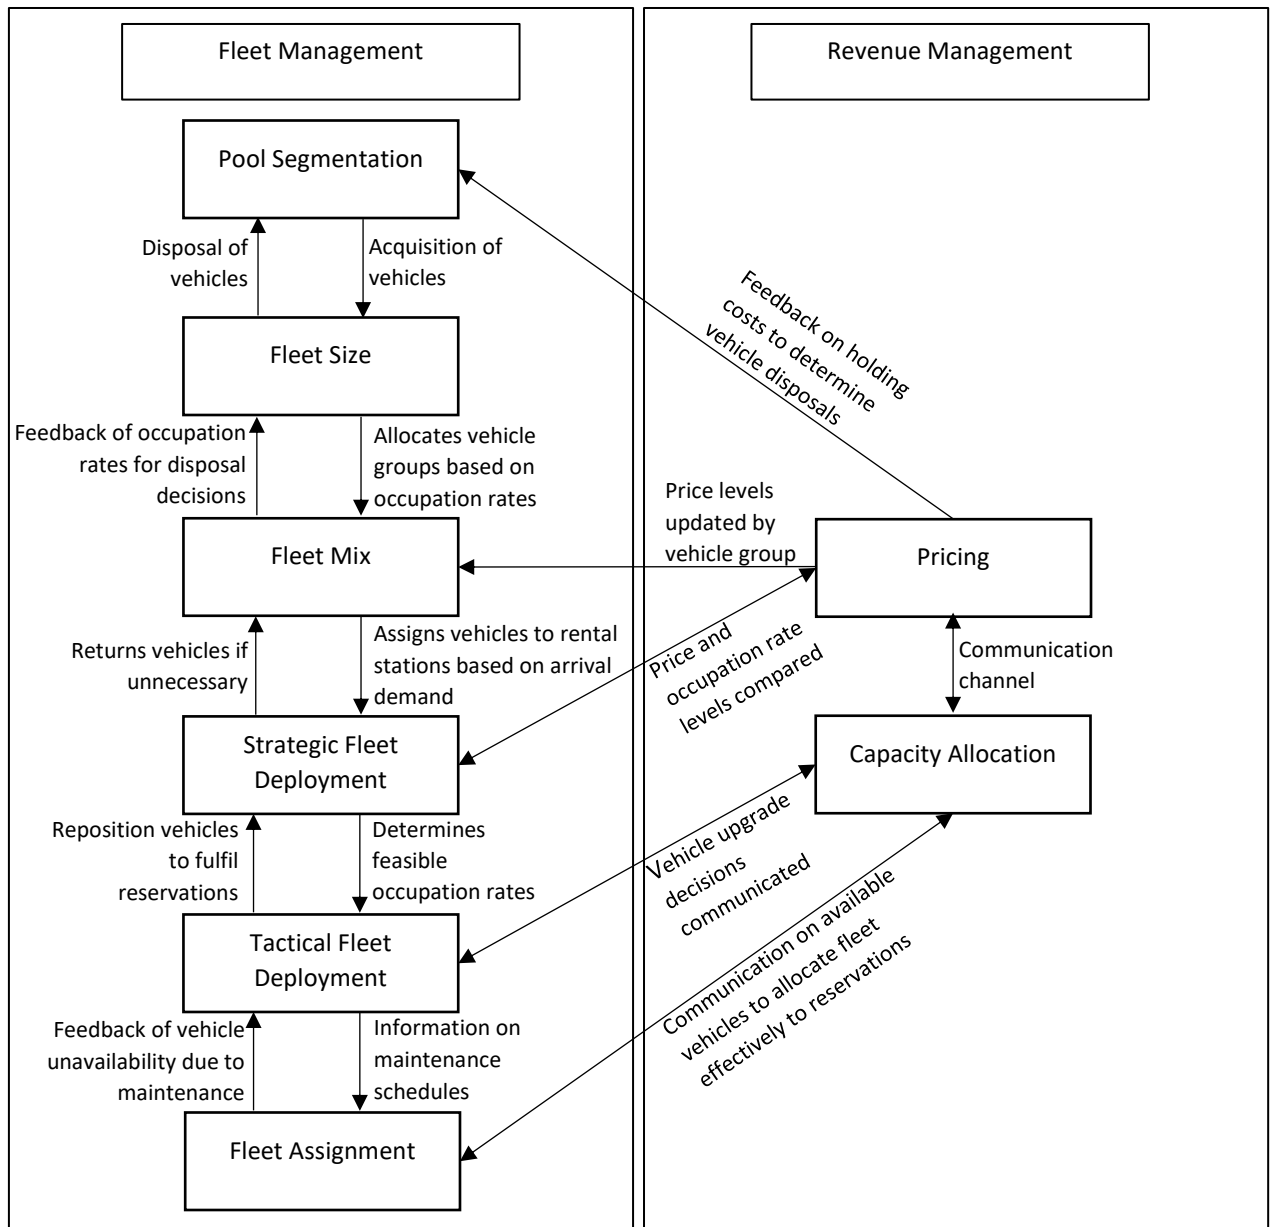 Fleet Management
Revenue Management
Pool Segmentation
Disposal of
vehicles
Acquisition of
vehicles
Feedback on holding
costs to determine
vehicle disposals
Fleet Size
Feedback of occupation
rates for disposal
decisions
Allocates vehicle
groups based on
occupation rates
Price levels
updated by
vehicle group
Fleet Mix
Pricing
Returns vehicles if
unnecessary
Assigns vehicles to rental
stations based on arrival
demand
Price and
occupation rate
levels compared
Communication
channel
Strategic Fleet
Deployment
Capacity Allocation
Reposition vehicles
to fulfil
reservations
Determines
feasible
occupation rates
Vehicle upgrade
decisions
communicated
Tactical Fleet
Deployment
Communication on available
vehicles to allocate fleet
effectively to reservations
Feedback of vehicle
unavailability due to
maintenance
Information on
maintenance
schedules
Fleet Assignment